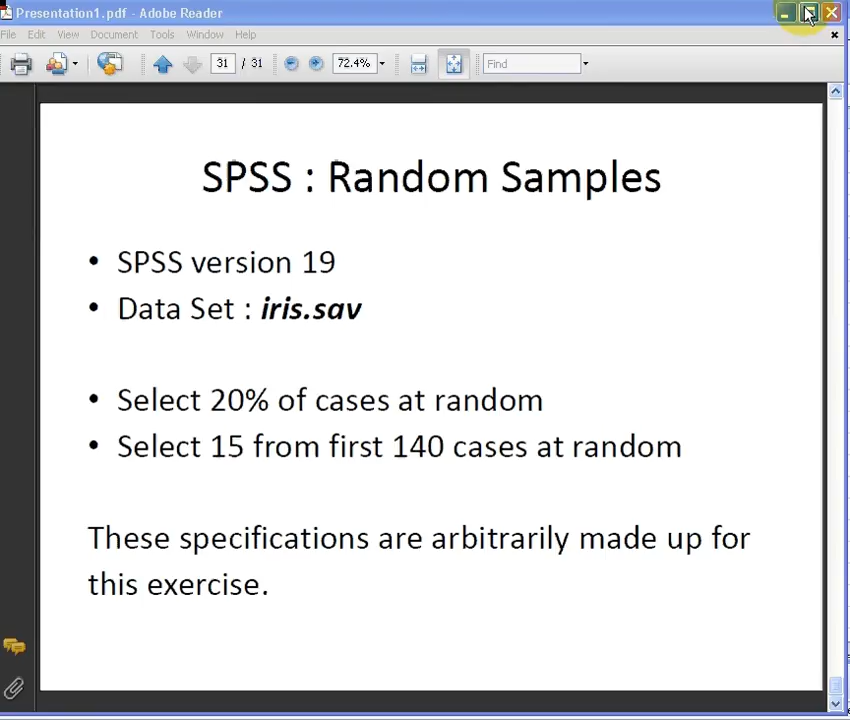 Presentation1.pdf - Adobe Reader
File Edit View Document Tools Window Help
31 / 31 72.4% Find
SPSS : Random Samples
• SPSS version 19
• Data Set : iris.sav
• Select 20% of cases at random
• Select 15 from first 140 cases at random
These specifications are arbitrarily made up for
this exercise.